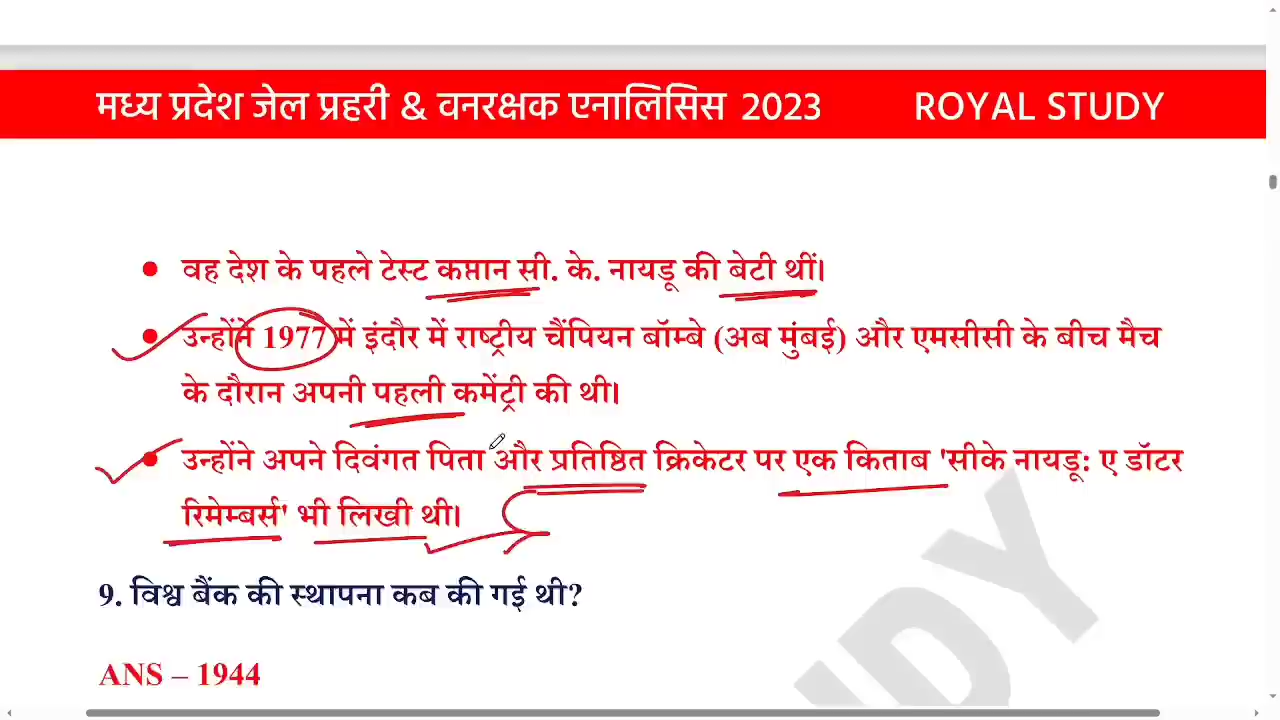 मध्य प्रदेश जेल प्रहरी & वनरक्षक एनालिसिस 2023 ROYAL STUDY
• वह देश के पहले टेस्ट कप्तान सी. के. नायडू की बेटी थीं।
• उन्होंने 1977 में इंदौर में राष्ट्रीय चैंपियन बॉम्बे (अब मुंबई) और एमसीसी के बीच मैच
के दौरान अपनी पहली कमेंट्री की थी।
• उन्होंने अपने दिवंगत पिता और प्रतिष्ठित क्रिकेटर पर एक किताब 'सीके नायडू: ए डॉटर
रिमेम्बर्स' भी लिखी थी।
9. विश्व बैंक की स्थापना कब की गई थी?
ANS – 1944